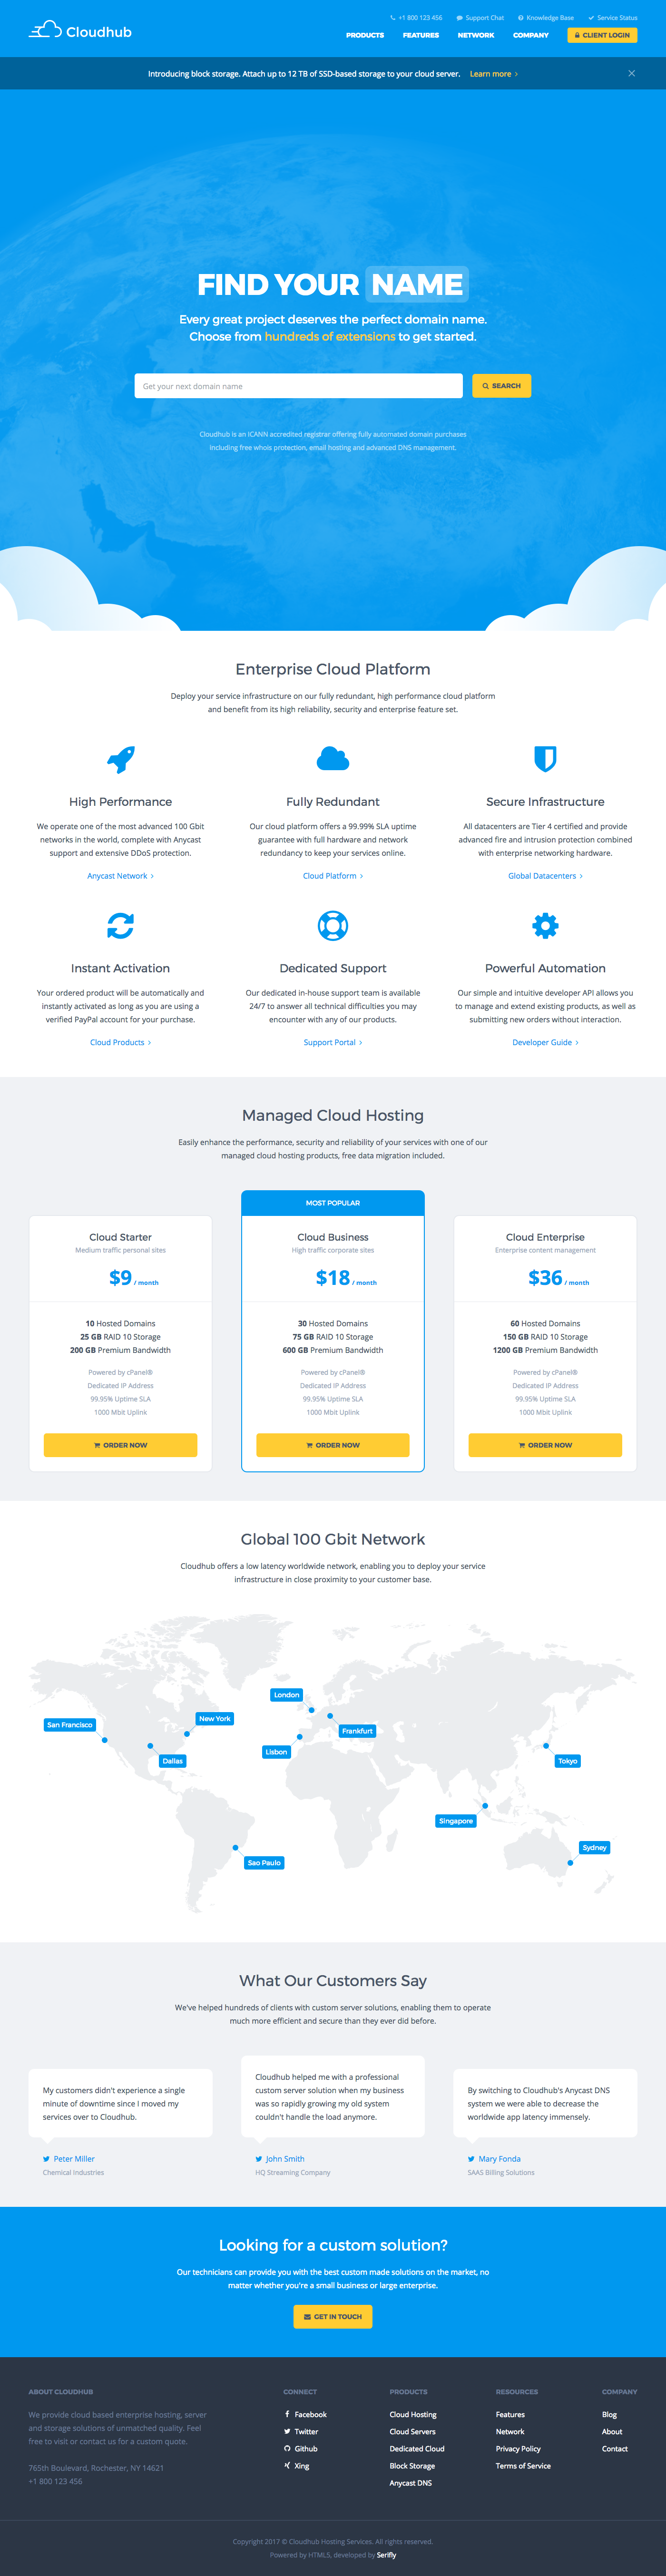 +1 800 123 456 Support Chat Knowledge Base Service Status
Cloudhub
PRODUCTS FEATURES NETWORK COMPANY CLIENT LOGIN
Introducing block storage. Attach up to 12 TB of SSD-based storage to your cloud server. Learn more
FIND YOUR NAME
Every great project deserves the perfect domain name.
Choose from hundreds of extensions to get started.
Get your next domain name SEARCH
Cloudhub is an ICANN accredited registrar offering fully automated domain purchases
including free whois protection, email hosting and advanced DNS management.
Enterprise Cloud Platform
Deploy your service infrastructure on our fully redundant, high performance cloud platform
and benefit from its high reliability, security and enterprise feature set.
High Performance
We operate one of the most advanced 100 Gbit
networks in the world, complete with Anycast
support and extensive DDoS protection.
Anycast Network
Fully Redundant
Our cloud platform offers a 99.99% SLA uptime
guarantee with full hardware and network
redundancy to keep your services online.
Cloud Platform
Secure Infrastructure
All datacenters are Tier 4 certified and provide
advanced fire and intrusion protection combined
with enterprise networking hardware.
Global Datacenters
Instant Activation
Your ordered product will be automatically and
instantly activated as long as you are using a
verified PayPal account for your purchase.
Cloud Products
Dedicated Support
Our dedicated in-house support team is available
24/7 to answer all technical difficulties you may
encounter with any of our products.
Support Portal
Powerful Automation
Our simple and intuitive developer API allows you
to manage and extend existing products, as well as
submitting new orders without interaction.
Developer Guide
Managed Cloud Hosting
Easily enhance the performance, security and reliability of your services with one of our
managed cloud hosting products, free data migration included.
Cloud Starter
Medium traffic personal sites
$9 / month
10 Hosted Domains
25 GB RAID 10 Storage
200 GB Premium Bandwidth
Powered by cPanel®
Dedicated IP Address
99.95% Uptime SLA
1000 Mbit Uplink
ORDER NOW
MOST POPULAR
Cloud Business
High traffic corporate sites
$18 / month
30 Hosted Domains
75 GB RAID 10 Storage
600 GB Premium Bandwidth
Powered by cPanel®
Dedicated IP Address
99.95% Uptime SLA
1000 Mbit Uplink
ORDER NOW
Cloud Enterprise
Enterprise content management
$36 / month
60 Hosted Domains
150 GB RAID 10 Storage
1200 GB Premium Bandwidth
Powered by cPanel®
Dedicated IP Address
99.95% Uptime SLA
1000 Mbit Uplink
ORDER NOW
Global 100 Gbit Network
Cloudhub offers a low latency worldwide network, enabling you to deploy your service
infrastructure in close proximity to your customer base.
London
New York
San Francisco
Frankfurt
Lisbon
Dallas
Tokyo
Singapore
Sydney
Sao Paulo
What Our Customers Say
We've helped hundreds of clients with custom server solutions, enabling them to operate
much more efficient and secure than they ever did before.
My customers didn't experience a single
minute of downtime since I moved my
services over to Cloudhub.
Peter Miller
Chemical Industries
Cloudhub helped me with a professional
custom server solution when my business
was so rapidly growing my old system
couldn't handle the load anymore.
John Smith
HQ Streaming Company
By switching to Cloudhub's Anycast DNS
system we were able to decrease the
worldwide app latency immensely.
Mary Fonda
SAAS Billing Solutions
Looking for a custom solution?
Our technicians can provide you with the best custom made solutions on the market, no
matter whether you're a small business or large enterprise.
GET IN TOUCH
ABOUT CLOUDHUB
We provide cloud based enterprise hosting, server
and storage solutions of unmatched quality. Feel
free to visit or contact us for a custom quote.
765th Boulevard, Rochester, NY 14621
+1 800 123 456
CONNECT
Facebook
Twitter
Github
Xing
PRODUCTS
Cloud Hosting
Cloud Servers
Dedicated Cloud
Block Storage
Anycast DNS
RESOURCES
Features
Network
Privacy Policy
Terms of Service
COMPANY
Blog
About
Contact
Copyright 2017 © Cloudhub Hosting Services. All rights reserved.
Powered by HTML5, developed by Serifly